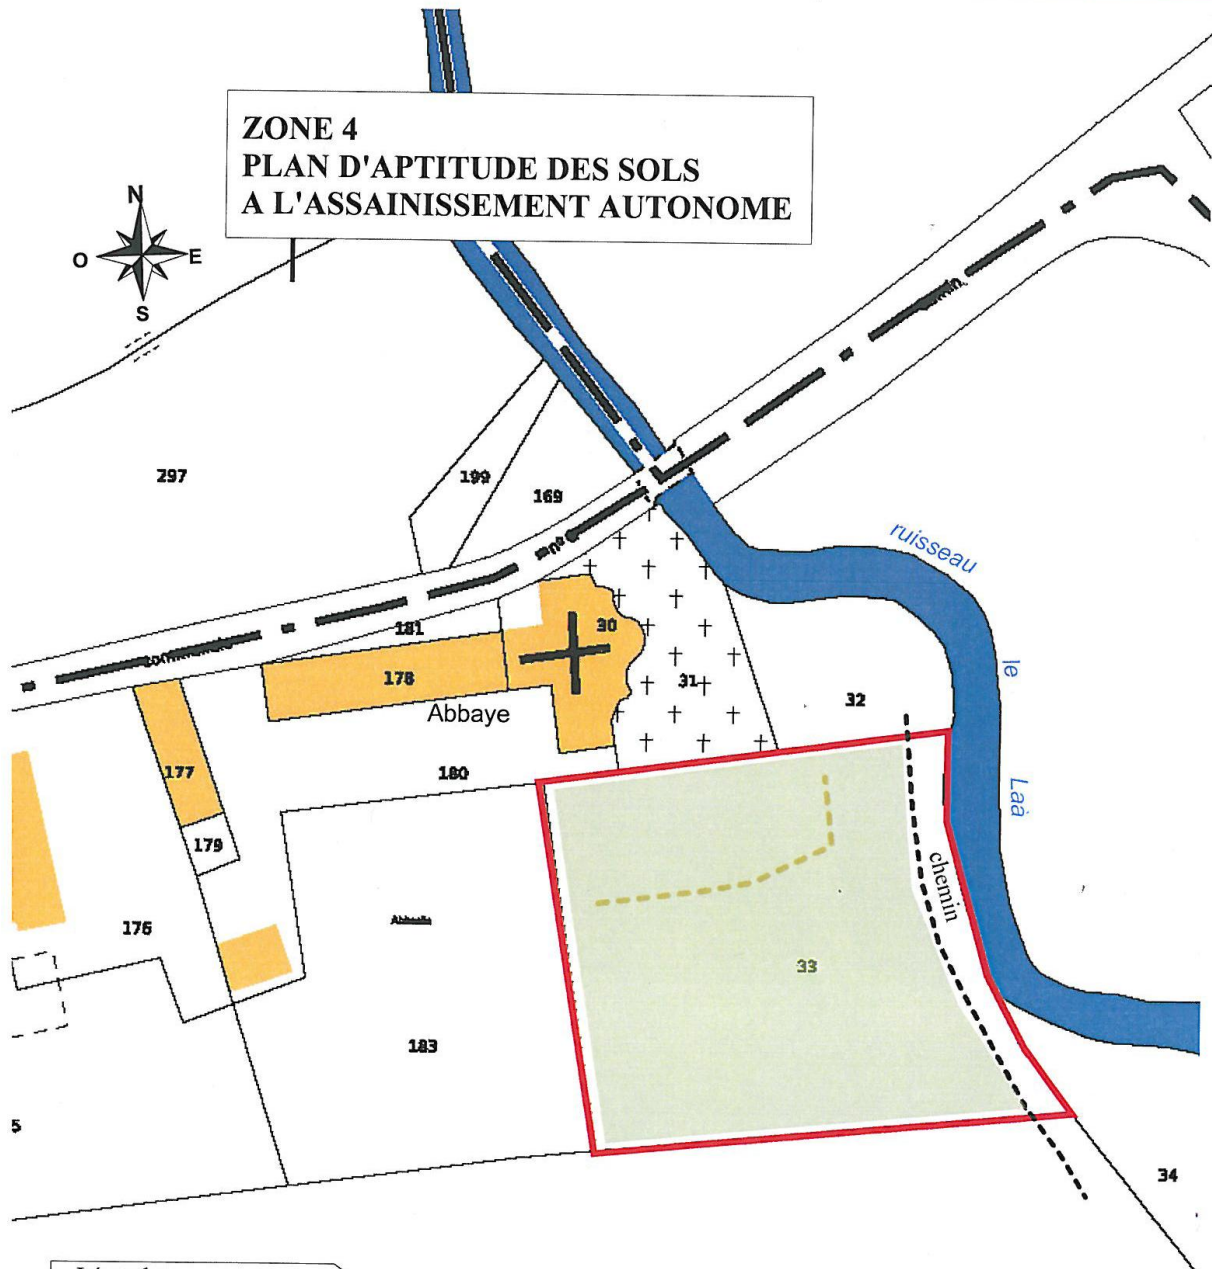 ZONE 4
PLAN D'APTITUDE DES SOLS
A L'ASSAINISSEMENT AUTONOME
N
O
E
S
297
199
169
ruisseau
181
30
178
31
le
32
Abbaye
177
180
Laà
179
chemin
176
33
183
5
34